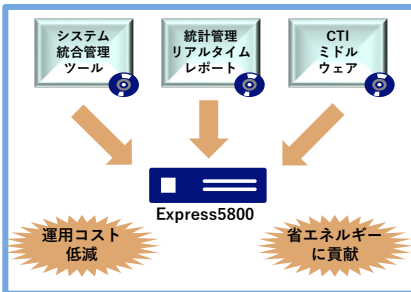 システム
統合管理
ツール
統計管理
リアルタイム
レポート
CTI
ミドル
ウェア
Express5800
運用コスト
低減
省エネルギー
に貢献